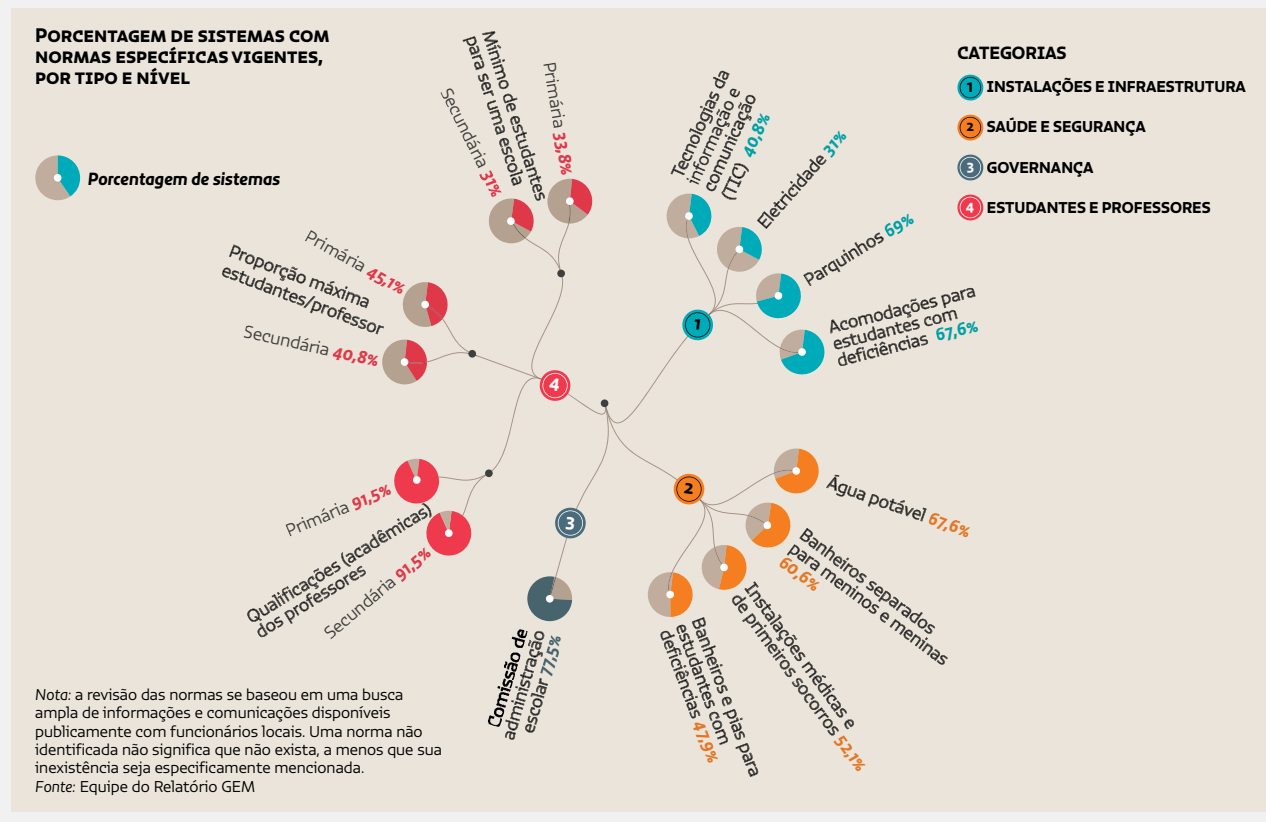 PORCENTAGEM DE SISTEMAS COM
NORMAS ESPECÍFICAS VIGENTES,
POR TIPO E NÍVEL
Porcentagem de sistemas
CATEGORIAS
1 INSTALAÇÕES E INFRAESTRUTURA
2 SAÚDE E SEGURANÇA
3 GOVERNANÇA
4 ESTUDANTES E PROFESSORES
Mínimo de estudantes
para ser uma escola
Secundária 31%
Primária 33,8%
Primária 45,1%
Proporção máxima
estudantes/professor
Secundária 40,8%
4
Primária 91,5%
Qualificações (acadêmicas)
dos professores
Secundária 91,5%
Tecnologias da
informação e
comunicação
(TIC) 40,8%
Eletricidade 31%
Parquinhos 69%
Acomodações para
estudantes com
deficiências 67,6%
1
2
Água potável 67,6%
Banheiros separados
para meninos e meninas
60,6%
Instalações médicas e
de primeiros socorros 52,1%
Banheiros e pias para
estudantes com
deficiências 47,9%
3
Comissão de
administração
escolar 77,5%
Nota: a revisão das normas se baseou em uma busca
ampla de informações e comunicações disponíveis
publicamente com funcionários locais. Uma norma não
identificada não significa que não exista, a menos que sua
inexistência seja especificamente mencionada.
Fonte: Equipe do Relatório GEM